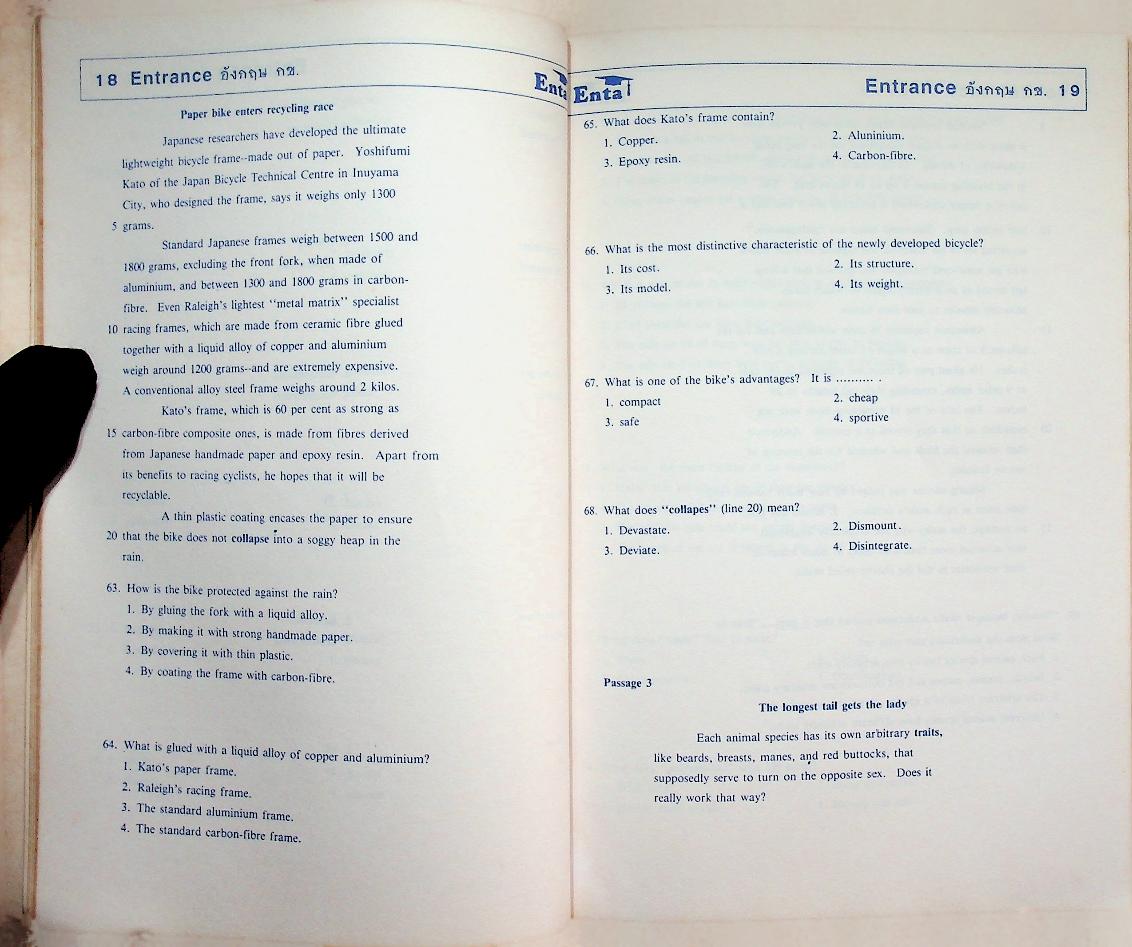 18 Entrance อังกฤษ กข.
Enta
Paper bike enters recycling race
Japanese researchers have developed the ultimate
lightweight bicycle frame--made out of paper. Yoshifumi
Kato of the Japan Bicycle Technical Centre in Inuyama
City, who designed the frame, says it weighs only 1300
5 grams.
Standard Japanese frames weigh between 1500 and
1800 grams, excluding the front fork, when made of
aluminium, and between 1300 and 1800 grams in carbon-
fibre. Even Raleigh's lightest "metal matrix" specialist
10 racing frames, which are made from ceramic fibre glued
together with a liquid alloy of copper and aluminium
weigh around 1200 grams--and are extremely expensive.
A conventional alloy steel frame weighs around 2 kilos.
Kato's frame, which is 60 per cent as strong as
15 carbon-fibre composite ones, is made from fibres derived
from Japanese handmade paper and epoxy resin. Apart from
its benefits to racing cyclists, he hopes that it will be
recyclable.
A thin plastic coating encases the paper to ensure
20 that the bike does not collapse into a soggy heap in the
rain.
63. How is the bike protected against the rain?
1. By gluing the fork with a liquid alloy.
2. By making it with strong handmade paper.
3. By covering it with thin plastic.
4. By coating the frame with carbon-fibre.
64. What is glued with a liquid alloy of copper and aluminium?
1. Kato's paper frame.
2. Raleigh's racing frame.
3. The standard aluminium frame.
4. The standard carbon-fibre frame.
Enta
Entrance อังกฤษ กข. 19
65. What does Kato's frame contain?
1. Copper. 2. Aluninium.
3. Epoxy resin. 4. Carbon-fibre.
66. What is the most distinctive characteristic of the newly developed bicycle?
1. Its cost. 2. Its structure.
3. Its model. 4. Its weight.
67. What is one of the bike's advantages? It is .......... .
1. compact 2. cheap
3. safe 4. sportive
68. What does "collapes" (line 20) mean?
1. Devastate. 2. Dismount.
3. Deviate. 4. Disintegrate.
Passage 3
The longest tail gets the lady
Each animal species has its own arbitrary traits,
like beards, breasts, manes, and red buttocks, that
supposedly serve to turn on the opposite sex. Does it
really work that way?